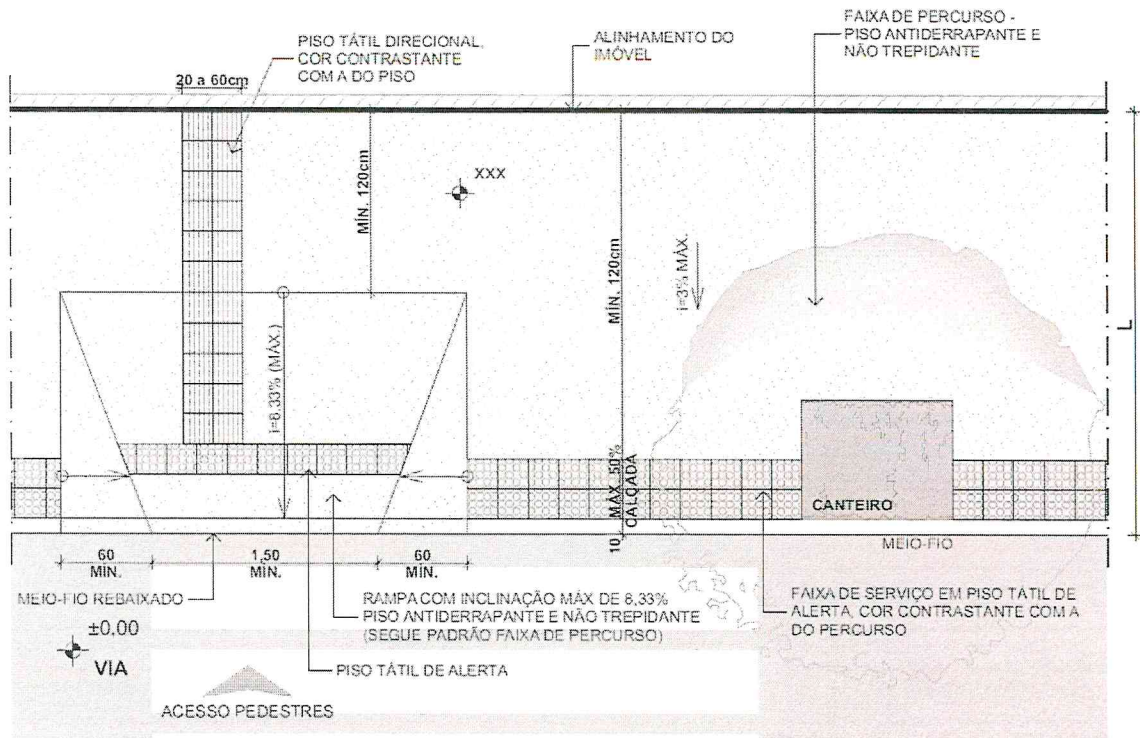 FAIXA DE PERCURSO -
PISO ANTIDERRAPANTE E
NÃO TREPIDANTE
PISO TÁTIL DIRECIONAL,
COR CONTRASTANTE
COM A DO PISO
ALINHAMENTO DO
IMÓVEL
20 a 60cm
MÍN. 120cm
XXX
MÍN. 120cm
i=3% MÁX.
L
i=8,33% (MÁX.)
MÁX. 50%
CALÇADA
CANTEIRO
10
MEIO-FIO
60
MÍN.
1,50
MÍN.
60
MÍN.
MEIO-FIO REBAIXADO
RAMPA COM INCLINAÇÃO MÁX DE 8,33%
PISO ANTIDERRAPANTE E NÃO TREPIDANTE
(SEGUE PADRÃO FAIXA DE PERCURSO)
FAIXA DE SERVIÇO EM PISO TÁTIL DE
ALERTA, COR CONTRASTANTE COM A
DO PERCURSO
±0,00
VIA
PISO TÁTIL DE ALERTA
ACESSO PEDESTRES